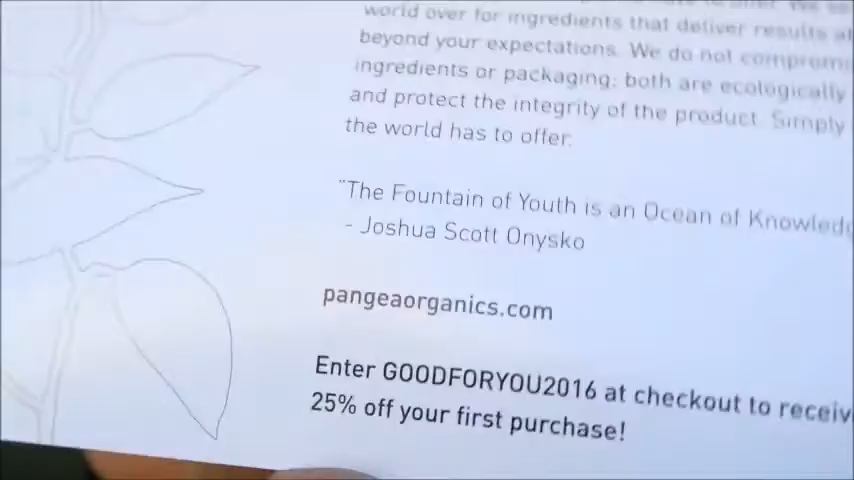 world over for ingredients that deliver results
beyond your expectations. We do not
ingredients or packaging; both are ecologically
and protect the integrity of the product. Simply
the world has to offer.
"The Fountain of Youth is an Ocean of
- Joshua Scott Onysko
pangeaorganics.com
Enter GOODFORYOU2016 at checkout to
25% off your first purchase!